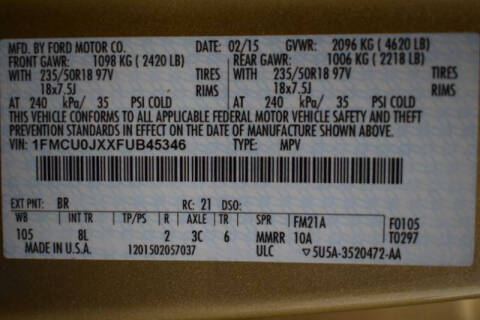 MFD. BY FORD MOTOR CO. DATE: 02/15 GVWR: 2096 KG ( 4620 LB)
FRONT GAWR: 1098 KG ( 2420 LB) REAR GAWR: 1006 KG ( 2218 LB)
WITH 235/50R18 97V TIRES WITH 235/50R18 97V TIRES
18x7.5J RIMS 18x7.5J RIMS
AT 240 kPa/ 35 PSI COLD AT 240 kPa/ 35 PSI COLD
THIS VEHICLE CONFORMS TO ALL APPLICABLE FEDERAL MOTOR VEHICLE SAFETY AND THEFT
PREVENTION STANDARDS IN EFFECT ON THE DATE OF MANUFACTURE SHOWN ABOVE.
VIN: 1FMCU0JXXFUB45346 TYPE: MPV
EXT PNT: BR RC: 21 DSO:
WB INT TR TP/PS R AXLE TR SPR FM21A F0105
105 8L 2 3C 6 MMRR 10A T0297
MADE IN U.S.A. 1201502057037 ULC ▽5U5A-3520472-AA